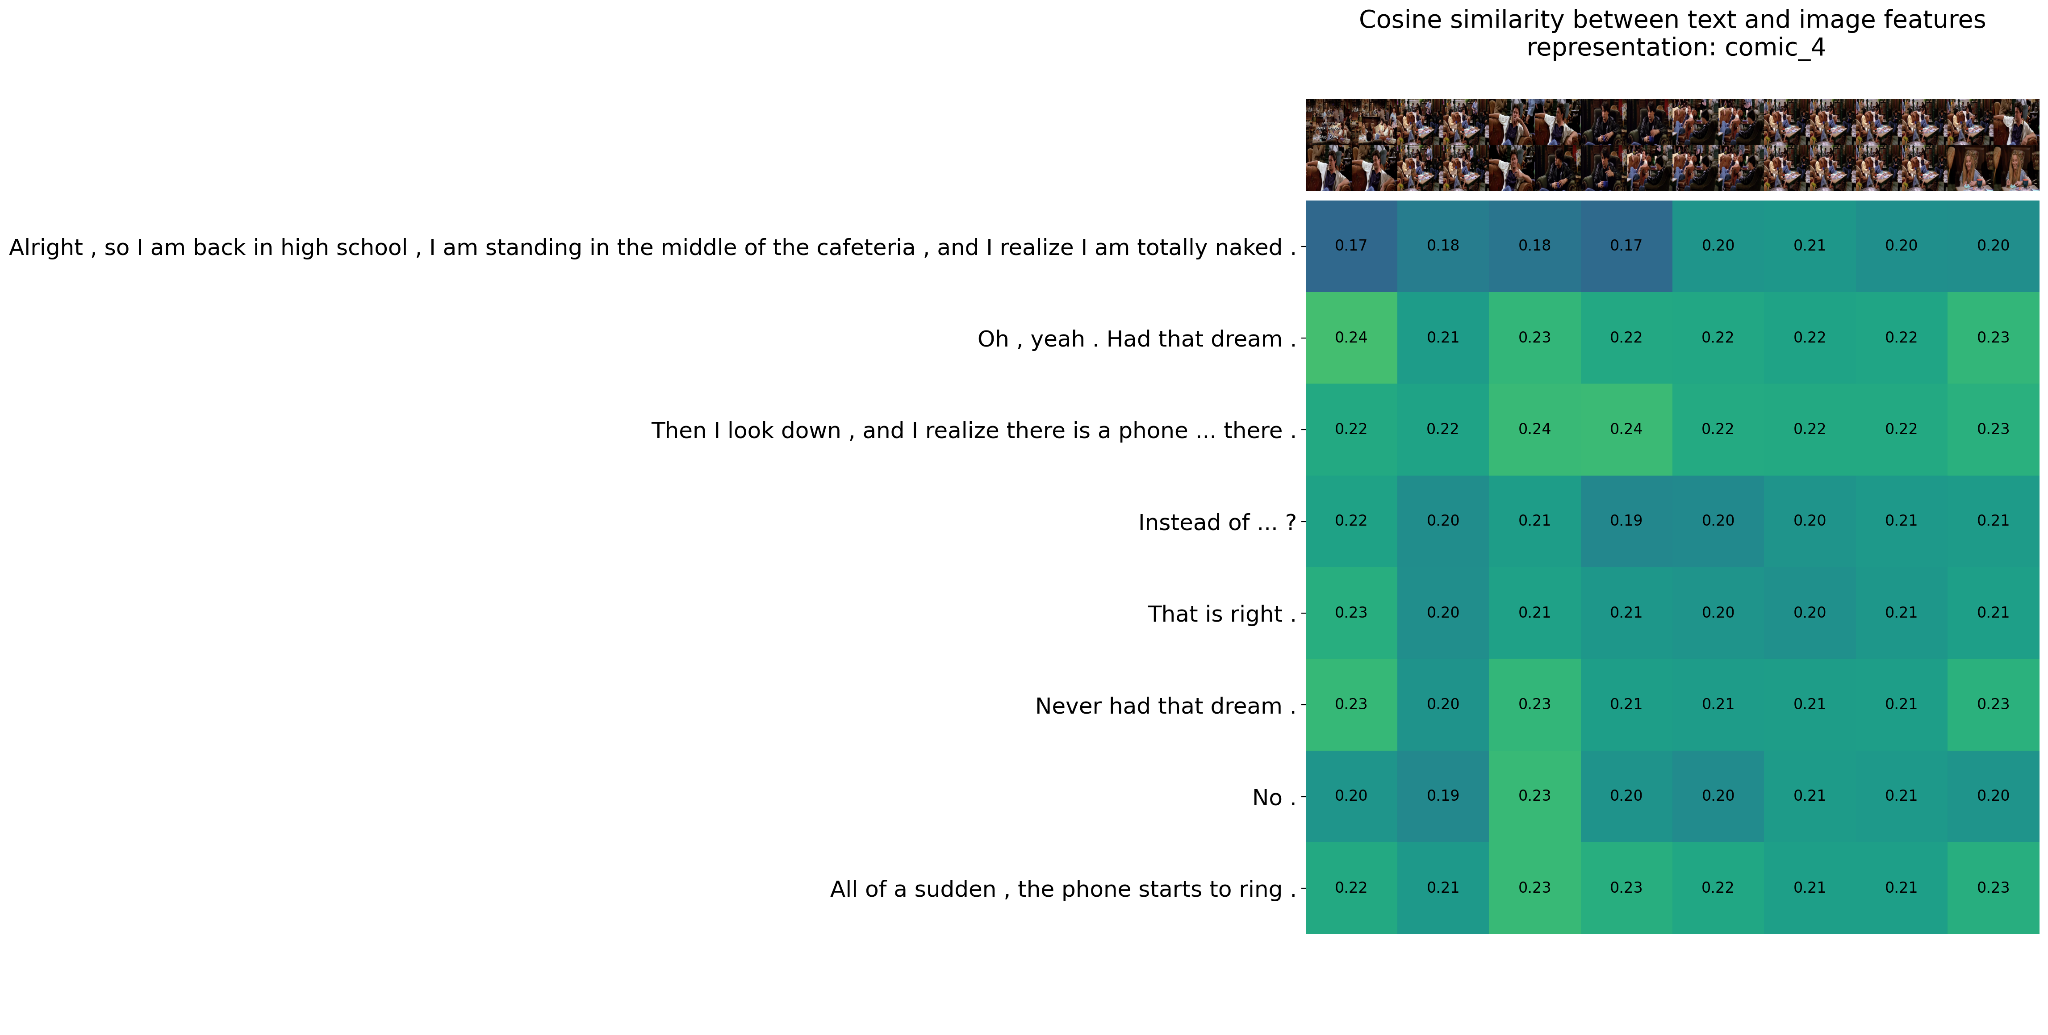 Cosine similarity between text and image features
representation: comic_4
Alright , so I am back in high school , I am standing in the middle of the cafeteria , and I realize I am totally naked .
0.17 0.18 0.18 0.17 0.20 0.21 0.20 0.20
Oh , yeah . Had that dream .
0.24 0.21 0.23 0.22 0.22 0.22 0.22 0.23
Then I look down , and I realize there is a phone ... there .
0.22 0.22 0.24 0.24 0.22 0.22 0.22 0.23
Instead of ... ?
0.22 0.20 0.21 0.19 0.20 0.20 0.21 0.21
That is right .
0.23 0.20 0.21 0.21 0.20 0.20 0.21 0.21
Never had that dream .
0.23 0.20 0.23 0.21 0.21 0.21 0.21 0.23
No .
0.20 0.19 0.23 0.20 0.20 0.21 0.21 0.20
All of a sudden , the phone starts to ring .
0.22 0.21 0.23 0.23 0.22 0.21 0.21 0.23